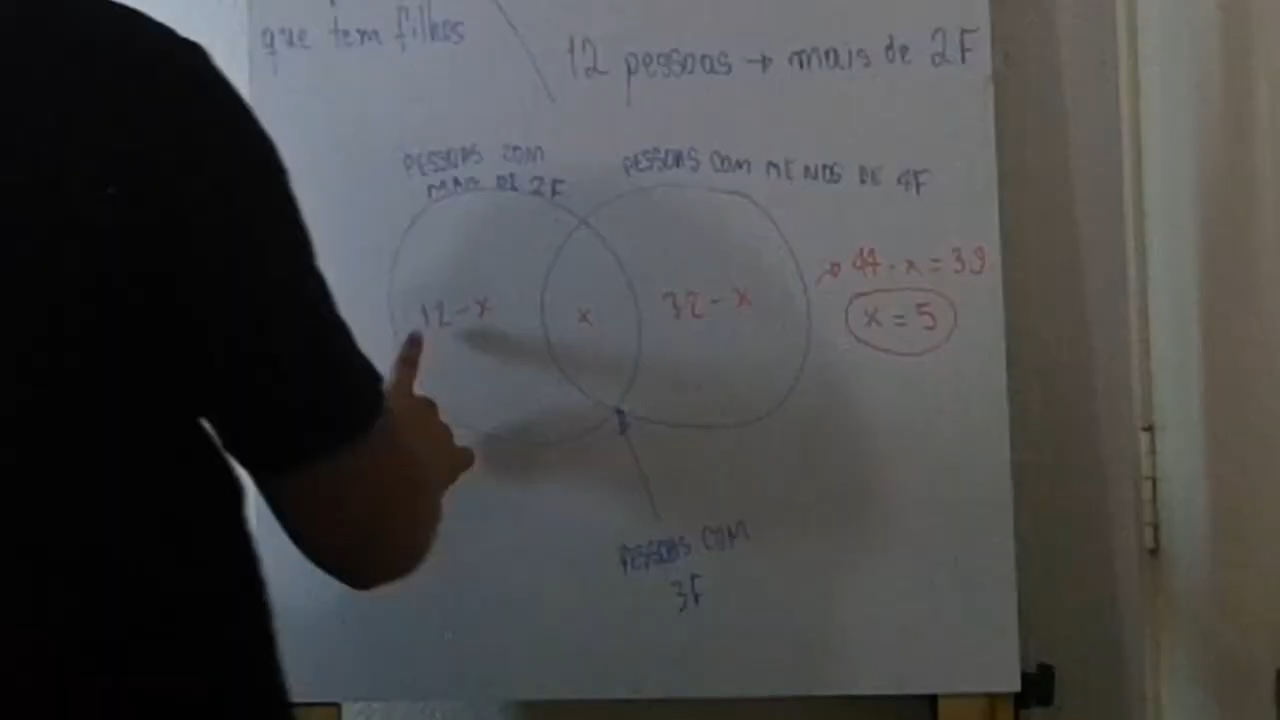 que tem filhos
12 pessoas → mais de 2F
PESSOAS COM
MAIS DE 2F
PESSOAS COM MENOS DE 4F
12-x
x
32-x
44-x=39
x=5
PESSOAS COM
3F